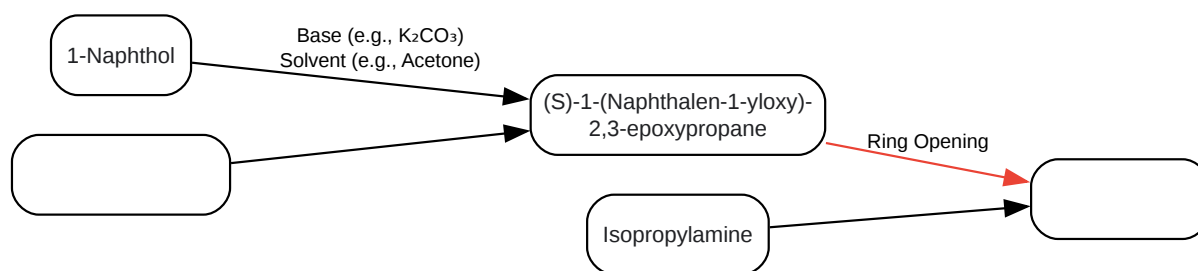 1-Naphthol
Base (e.g., K₂CO₃)
Solvent (e.g., Acetone)
(S)-1-(Naphthalen-1-yloxy)-
2,3-epoxypropane
Ring Opening
Isopropylamine